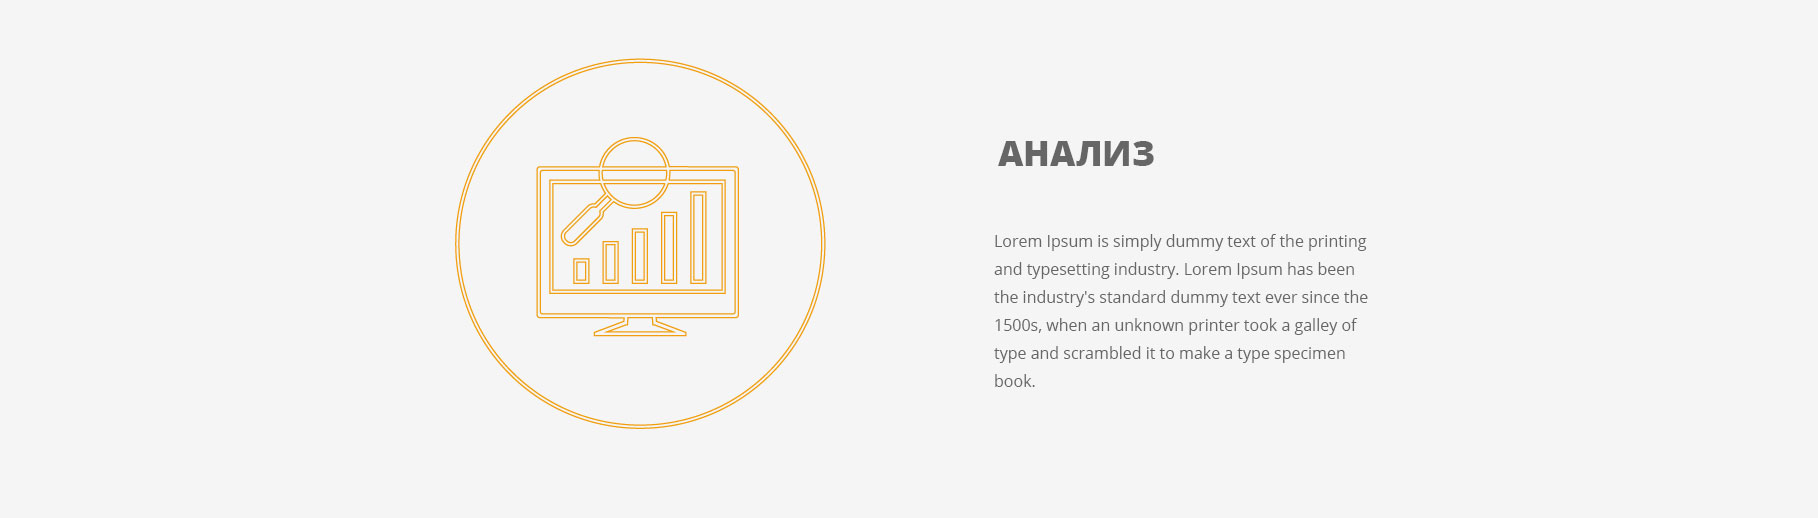 АНАЛИЗ
Lorem Ipsum is simply dummy text of the printing
and typesetting industry. Lorem Ipsum has been
the industry's standard dummy text ever since the
1500s, when an unknown printer took a galley of
type and scrambled it to make a type specimen
book.